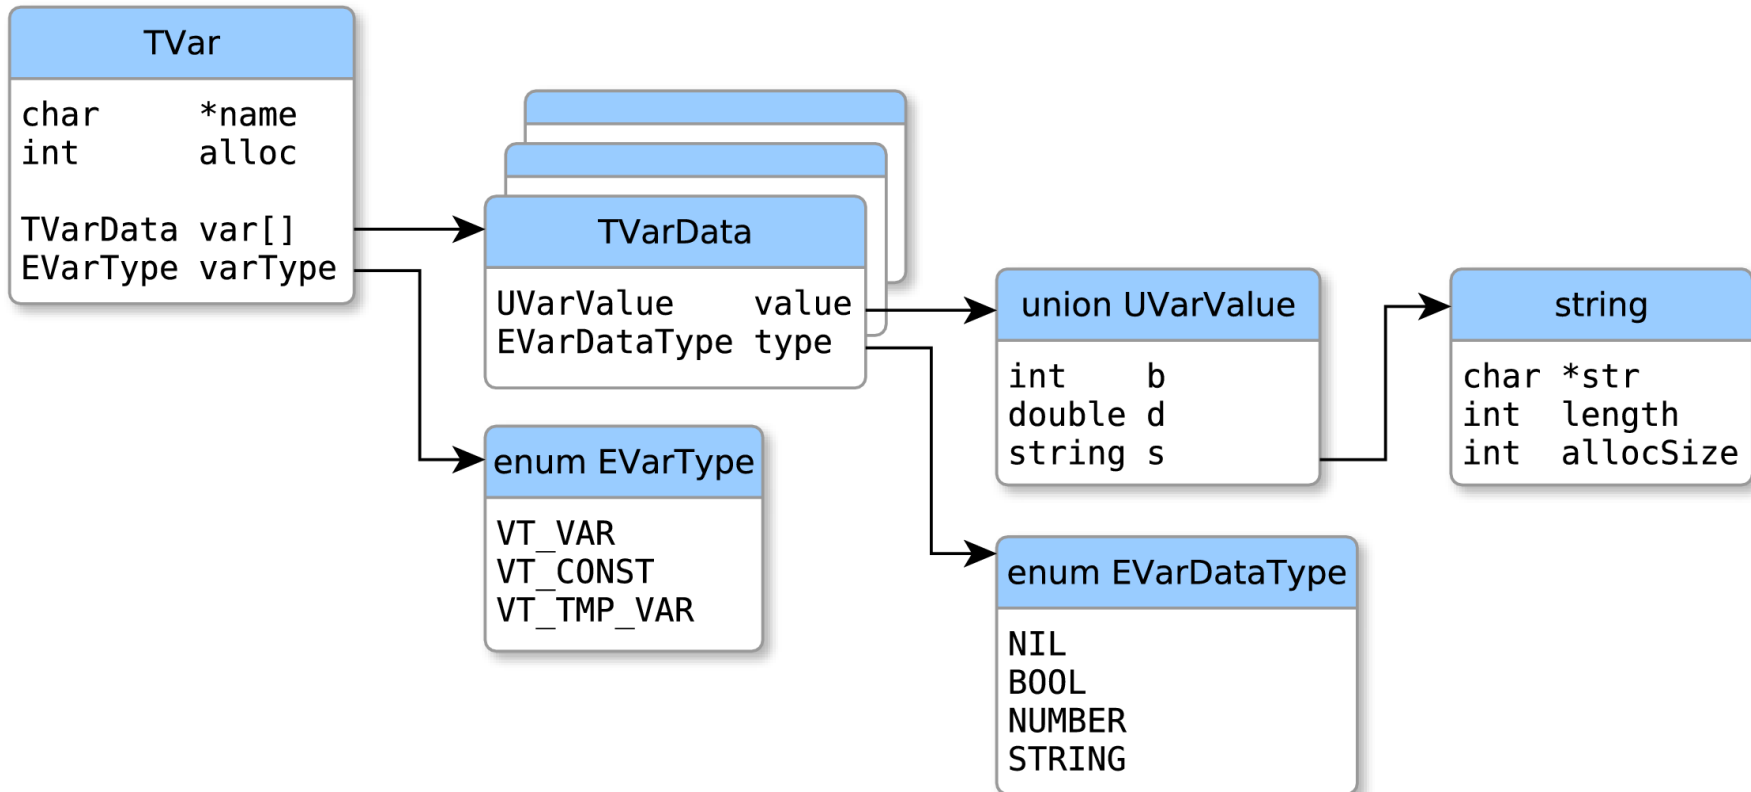 TVar
char *name
int alloc
TVarData var[]
EVarType varType
TVarData
UVarValue value
EVarDataType type
enum EVarType
VT_VAR
VT_CONST
VT_TMP_VAR
union UVarValue
int b
double d
string s
string
char *str
int length
int allocSize
enum EVarDataType
NIL
BOOL
NUMBER
STRING